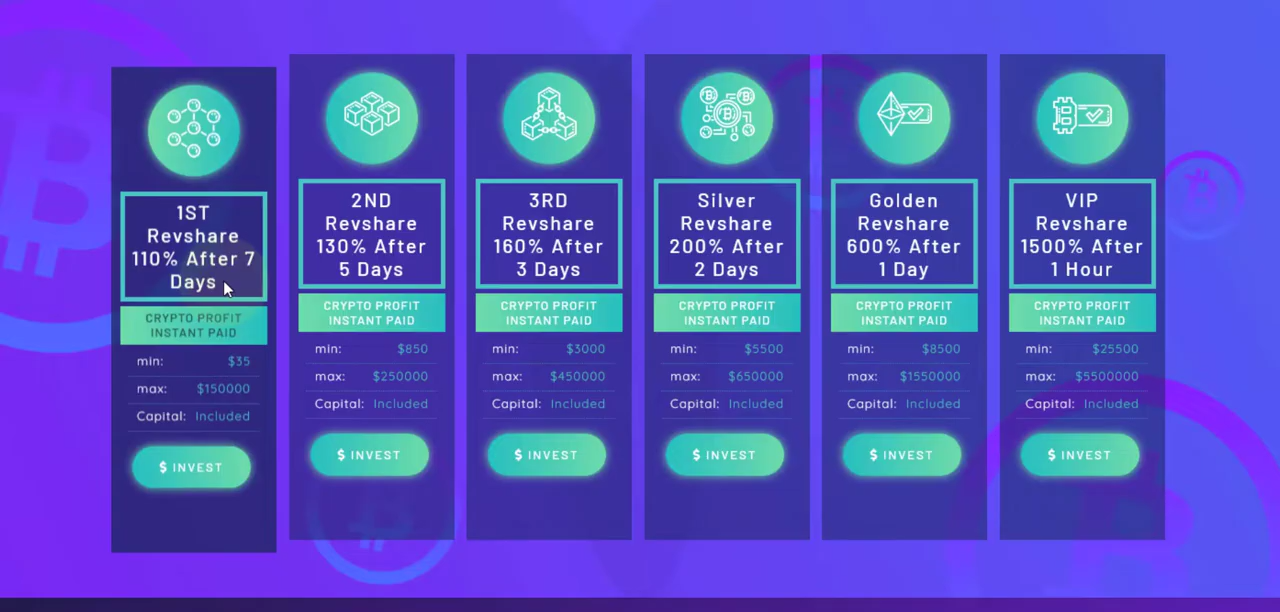 1ST
Revshare
110% After 7
Days
CRYPTO PROFIT
INSTANT PAID
min: $35
max: $150000
Capital: Included
$ INVEST
2ND
Revshare
130% After
5 Days
CRYPTO PROFIT
INSTANT PAID
min: $850
max: $250000
Capital: Included
$ INVEST
3RD
Revshare
160% After
3 Days
CRYPTO PROFIT
INSTANT PAID
min: $3000
max: $450000
Capital: Included
$ INVEST
Silver
Revshare
200% After
2 Days
CRYPTO PROFIT
INSTANT PAID
min: $5500
max: $650000
Capital: Included
$ INVEST
Golden
Revshare
600% After
1 Day
CRYPTO PROFIT
INSTANT PAID
min: $8500
max: $1550000
Capital: Included
$ INVEST
VIP
Revshare
1500% After
1 Hour
CRYPTO PROFIT
INSTANT PAID
min: $25500
max: $5500000
Capital: Included
$ INVEST